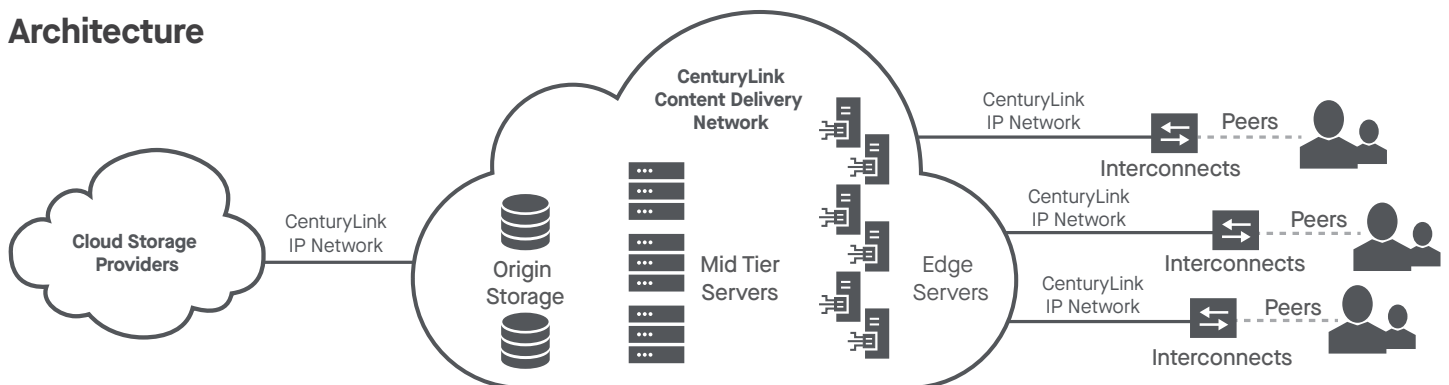 Architecture
Cloud Storage
Providers
CenturyLink
IP Network
CenturyLink
Content Delivery
Network
Origin
Storage
Mid Tier
Servers
Edge
Servers
CenturyLink
IP Network
Interconnects
Peers
CenturyLink
IP Network
Interconnects
Peers
CenturyLink
IP Network
Interconnects
Peers